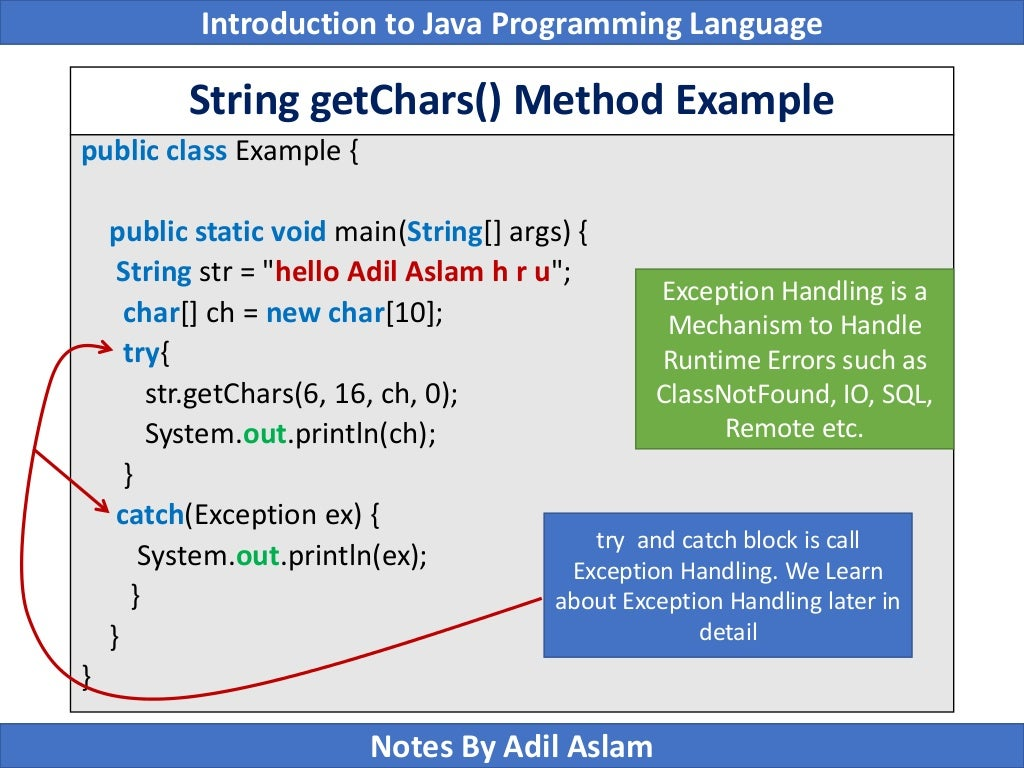 Introduction to Java Programming Language
String getChars() Method Example
public class Example {
public static void main(String[] args) {
String str = "hello Adil Aslam h r u";
char[] ch = new char[10];
try{
str.getChars(6, 16, ch, 0);
System.out.println(ch);
}
catch(Exception ex) {
System.out.println(ex);
}
}
}
Exception Handling is a
Mechanism to Handle
Runtime Errors such as
ClassNotFound, IO, SQL,
Remote etc.
try  and catch block is call
Exception Handling. We Learn
about Exception Handling later in
detail
Notes By Adil Aslam